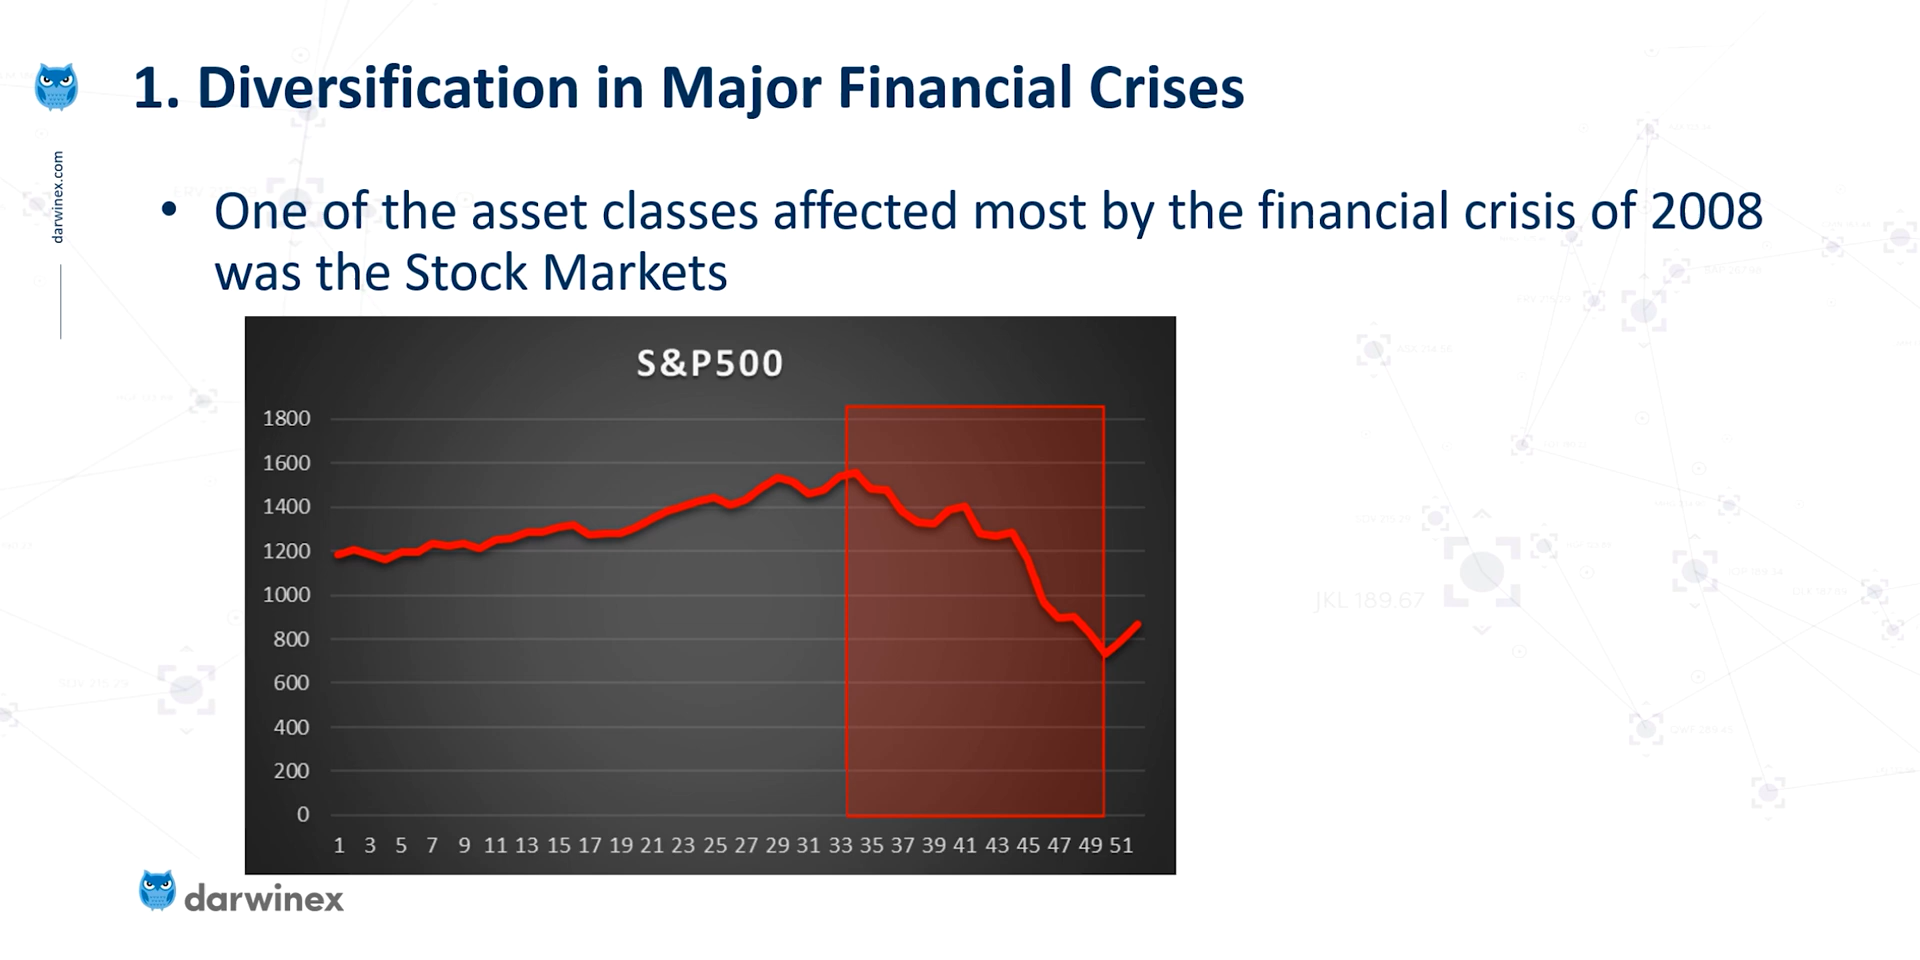 1. Diversification in Major Financial Crises
darwinex.com
• One of the asset classes affected most by the financial crisis of 2008
was the Stock Markets
S&P500
1800
1600
1400
1200
1000
800
600
400
200
0
1 3 5 7 9 11 13 15 17 19 21 23 25 27 29 31 33 35 37 39 41 43 45 47 49 51
JKL 189.67
darwinex